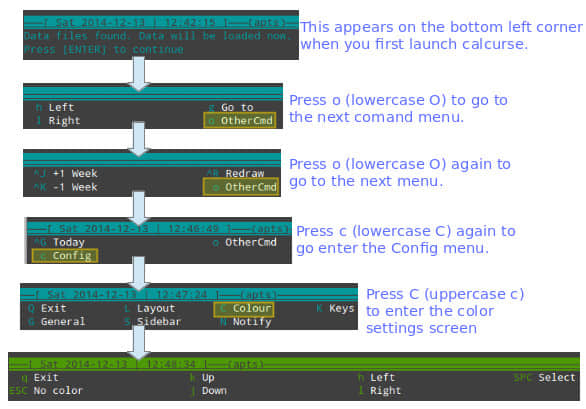 [ Sat 2014-12-13 | 12:42:15 ] (apts)
Data files found. Data will be loaded now.
Press [ENTER] to continue
This appears on the bottom left corner
when you first launch calcurse.
h Left g Go to
l Right o OtherCmd
Press o (lowercase O) to go to
the next comand menu.
^J +1 Week ^R Redraw
^K -1 Week o OtherCmd
Press o (lowercase O) again to
go to the next menu.
[ Sat 2014-12-13 | 12:46:49 ] (apts)
^G Today o OtherCmd
c Config
Press c (lowercase C) again to
go enter the Config menu.
[ Sat 2014-12-13 | 12:47:24 ] (apts)
Q Exit L Layout C Colour K Keys
G General S Sidebar N Notify
Press C (uppercase c)
to enter the color
settings screen
[ Sat 2014-12-13 | 12:48:34 ] (apts)
q Exit k Up h Left SPC Select
ESC No color j Down l Right